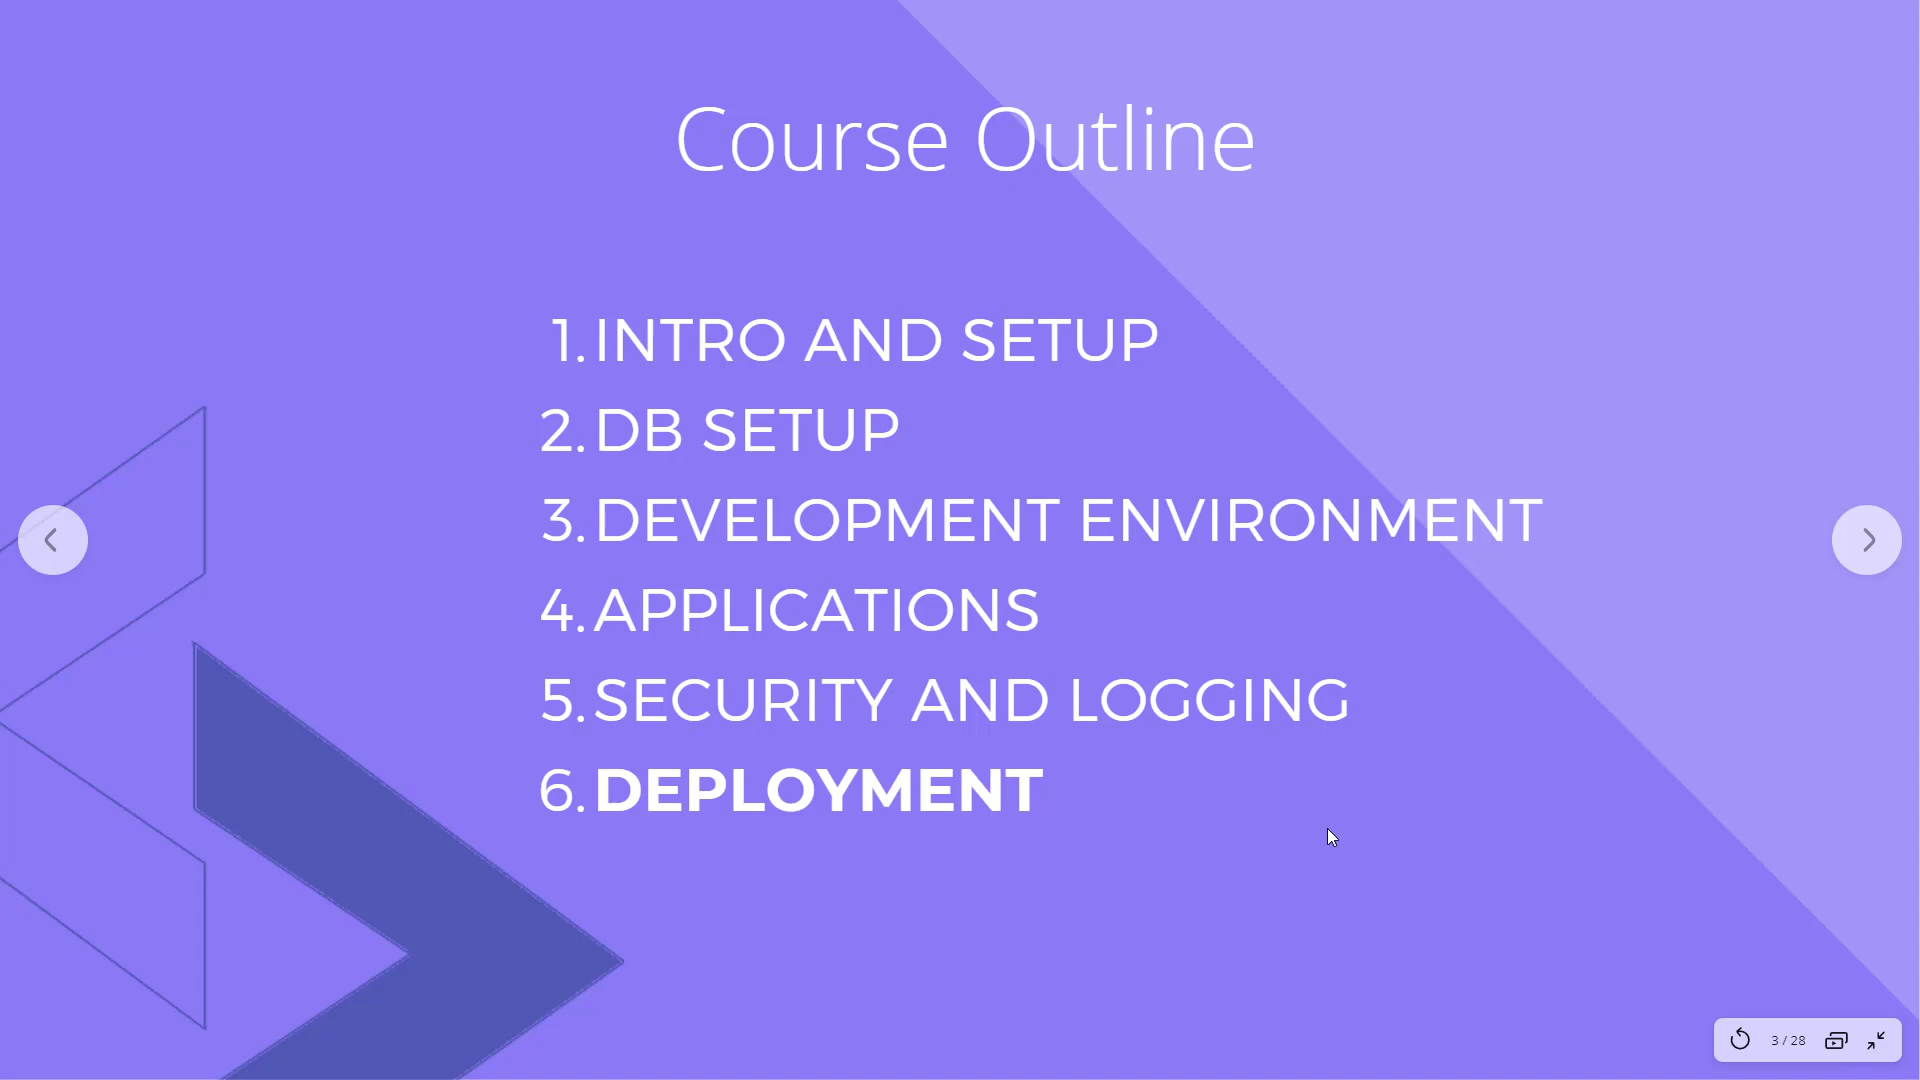 Course Outline
1. INTRO AND SETUP
2. DB SETUP
3. DEVELOPMENT ENVIRONMENT
4. APPLICATIONS
5. SECURITY AND LOGGING
6. DEPLOYMENT
3 / 28